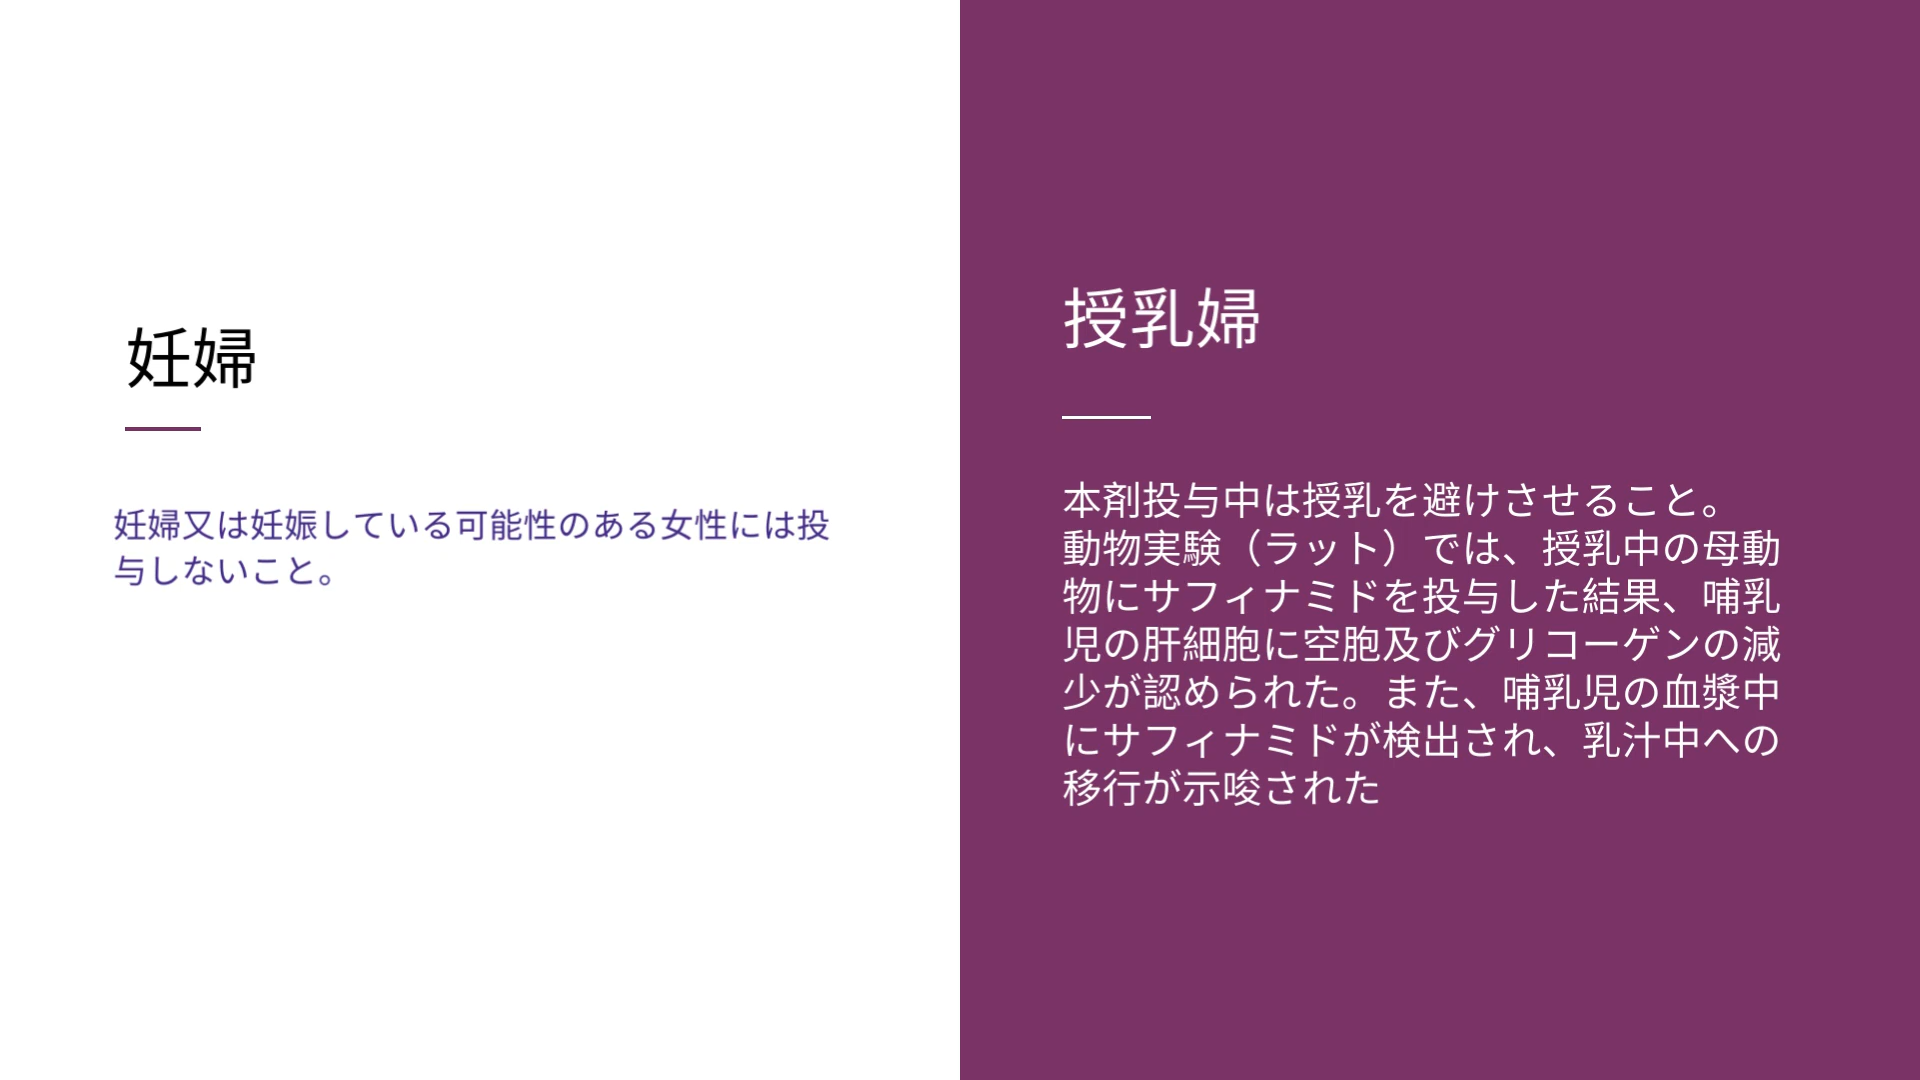 妊婦
妊婦又は妊娠している可能性のある女性には投
与しないこと。
授乳婦
本剤投与中は授乳を避けさせること。
動物実験（ラット）では、授乳中の母動
物にサフィナミドを投与した結果、哺乳
児の肝細胞に空胞及びグリコーゲンの減
少が認められた。また、哺乳児の血漿中
にサフィナミドが検出され、乳汁中への
移行が示唆された